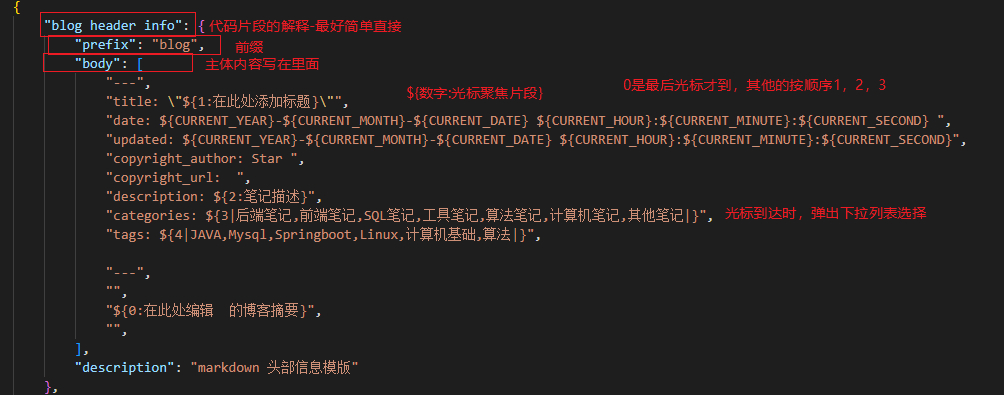 {
"blog header info": { 代码片段的解释-最好简单直接
"prefix": "blog", 前缀
"body": [ 主体内容写在里面
"---",
"title: \"${1:在此处添加标题}\"", ${数字:光标聚焦片段} 0是最后光标才到，其他的按顺序1，2，3
"date: ${CURRENT_YEAR}-${CURRENT_MONTH}-${CURRENT_DATE} ${CURRENT_HOUR}:${CURRENT_MINUTE}:${CURRENT_SECOND} ",
"updated: ${CURRENT_YEAR}-${CURRENT_MONTH}-${CURRENT_DATE} ${CURRENT_HOUR}:${CURRENT_MINUTE}:${CURRENT_SECOND}",
"copyright_author: Star ",
"copyright_url:  ",
"description: ${2:笔记描述}",
"categories: ${3|后端笔记,前端笔记,SQL笔记,工具笔记,算法笔记,计算机笔记,其他笔记|}", 光标到达时，弹出下拉列表选择
"tags: ${4|JAVA,Mysql,Springboot,Linux,计算机基础,算法|}",
"---",
"",
"${0:在此处编辑  的博客摘要}",
"",
],
"description": "markdown 头部信息模版"
},